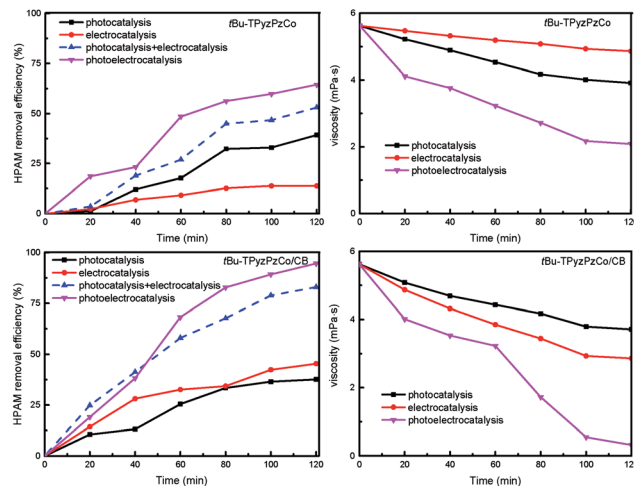 100
75
50
25
0
HPAM removal efficiency (%)
photocatalysis
electrocatalysis
photocatalysis+electrocatalysis
photoelectrocatalysis
tBu-TPyzPzCo
0 20 40 60 80 100 120
Time (min)
6
4
2
0
viscosity (mPa·s)
tBu-TPyzPzCo
photocatalysis
electrocatalysis
photoelectrocatalysis
0 20 40 60 80 100 120
Time (min)
100
75
50
25
0
HPAM removal efficiency (%)
tBu-TPyzPzCo/CB
photocatalysis
electrocatalysis
photocatalysis+electrocatalysis
photoelectrocatalysis
20 40 60 80 100 120
Time (min)
6
4
2
0
viscosity (mPa·s)
tBu-TPyzPzCo/CB
photocatalysis
electrocatalysis
photoelectrocatalysis
0 20 40 60 80 100 120
Time (min)